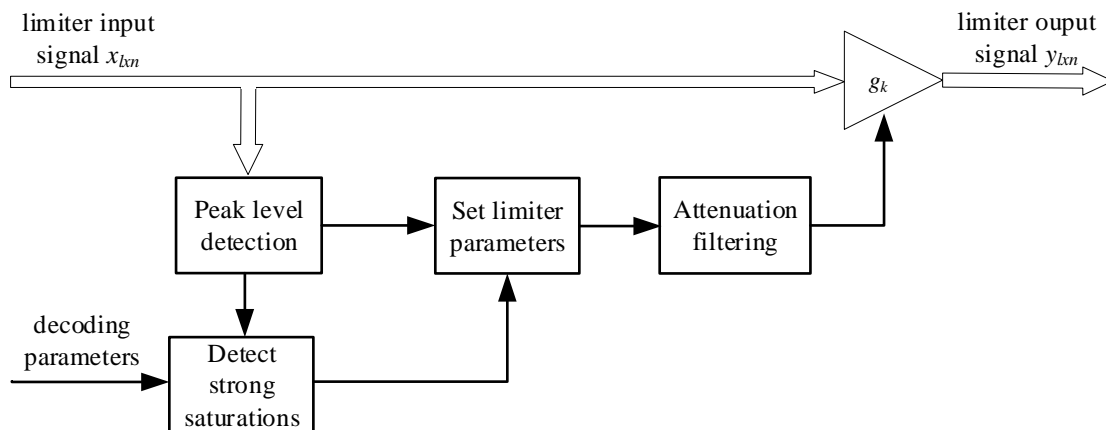 limiter input
signal x_lxn
limiter ouput
signal y_lxn
g_k
Peak level
detection
Set limiter
parameters
Attenuation
filtering
decoding
parameters
Detect
strong
saturations